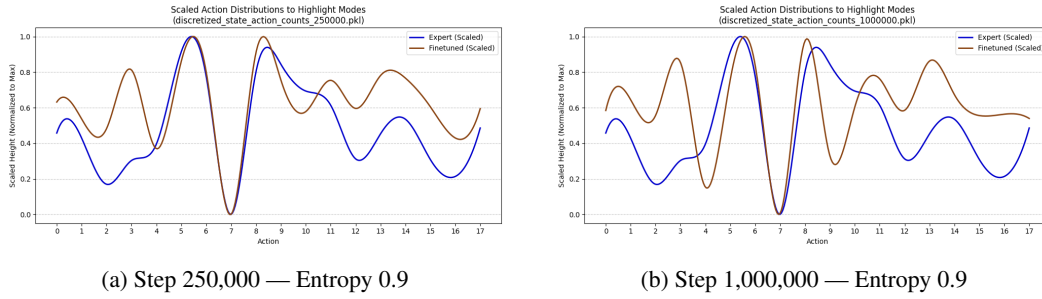 Scaled Action Distributions to Highlight Modes
(discretized_state_action_counts_250000.pkl)
Expert (Scaled)
Finetuned (Scaled)
Scaled Height (Normalized to Max)
1.0
0.8
0.6
0.4
0.2
0.0
0 1 2 3 4 5 6 7 8 9 10 11 12 13 14 15 16 17
Action
(a) Step 250,000 — Entropy 0.9
Scaled Action Distributions to Highlight Modes
(discretized_state_action_counts_1000000.pkl)
Expert (Scaled)
Finetuned (Scaled)
Scaled Height (Normalized to Max)
1.0
0.8
0.6
0.4
0.2
0.0
0 1 2 3 4 5 6 7 8 9 10 11 12 13 14 15 16 17
Action
(b) Step 1,000,000 — Entropy 0.9